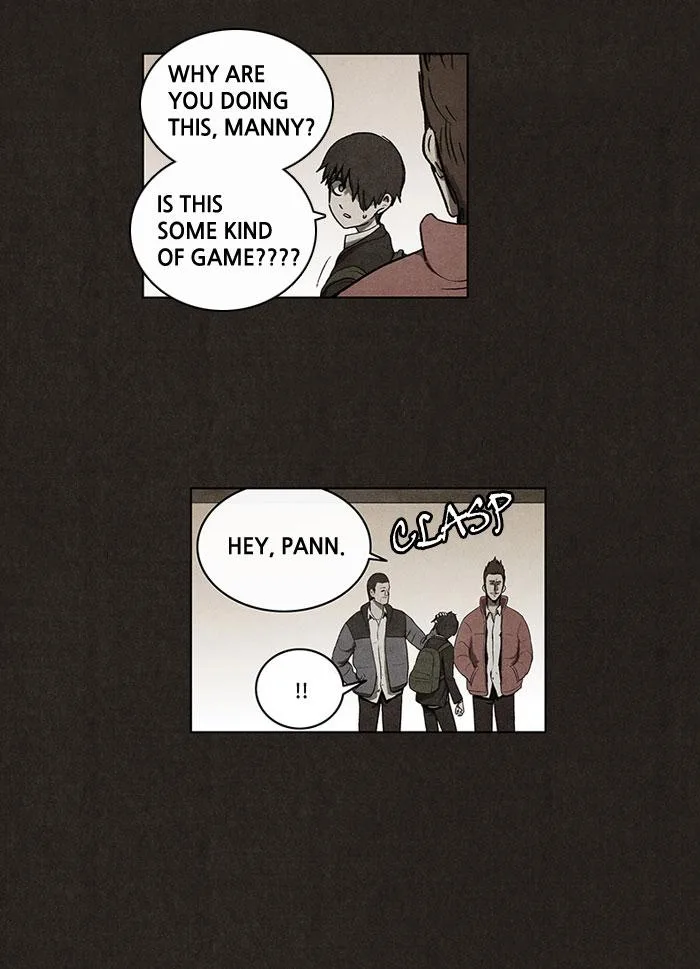 WHY ARE
YOU DOING
THIS, MANNY?
IS THIS
SOME KIND
OF GAME????
CLASP
HEY, PANN.
!!